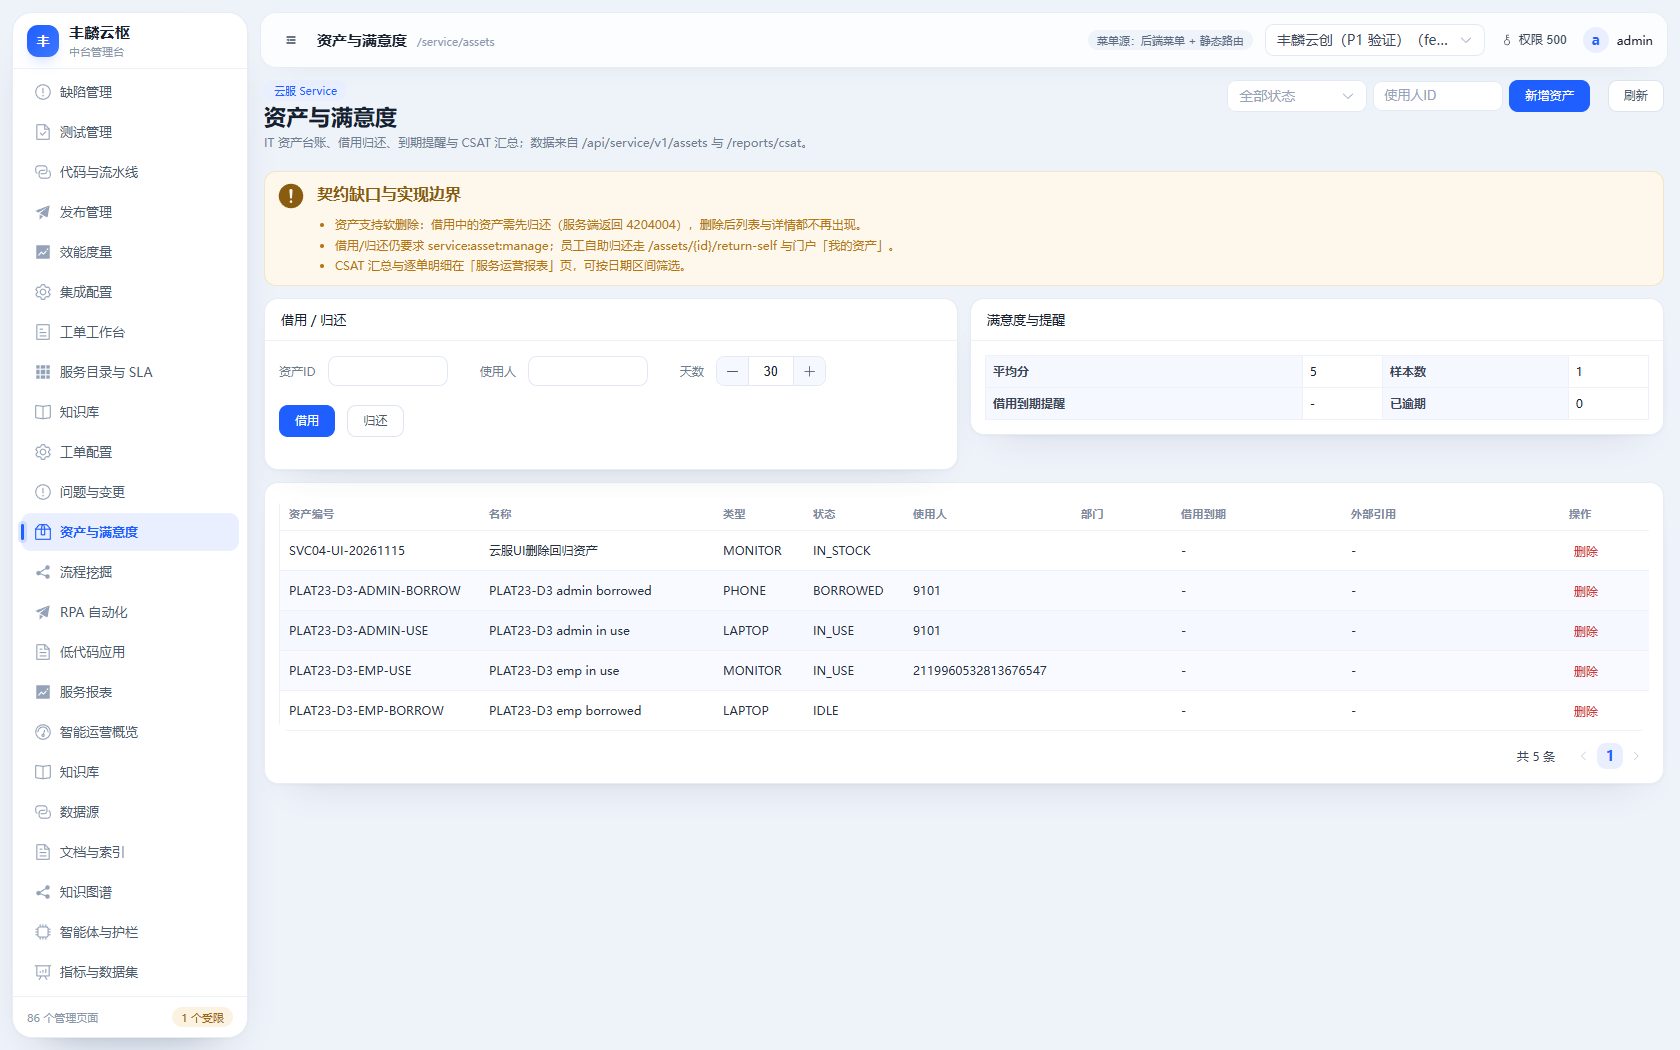 丰
丰麟云枢
中台管理台
缺陷管理
测试管理
代码与流水线
发布管理
效能度量
集成配置
工单工作台
服务目录与 SLA
知识库
工单配置
问题与变更
资产与满意度
流程挖掘
RPA 自动化
低代码应用
服务报表
智能运营概览
知识库
数据源
文档与索引
知识图谱
智能体与护栏
指标与数据集
86 个管理页面
1 个受限
资产与满意度 /service/assets
菜单源：后端菜单 + 静态路由
丰麟云创（P1 验证）（fe...
权限 500
a admin
云服 Service
资产与满意度
IT 资产台账、借用归还、到期提醒与 CSAT 汇总；数据来自 /api/service/v1/assets 与 /reports/csat。
全部状态
使用人ID
新增资产
刷新
契约缺口与实现边界
• 资产支持软删除：借用中的资产需先归还（服务端返回 4204004），删除后列表与详情都不再出现。
• 借用/归还仍要求 service:asset:manage；员工自助归还走 /assets/{id}/return-self 与门户「我的资产」。
• CSAT 汇总与逐单明细在「服务运营报表」页，可按日期区间筛选。
借用 / 归还
资产ID
使用人
天数 — 30 +
借用 归还
满意度与提醒
平均分 5 样本数 1
借用到期提醒 - 已逾期 0
资产编号 名称 类型 状态 使用人 部门 借用到期 外部引用 操作
SVC04-UI-20261115 云服UI删除回归资产 MONITOR IN_STOCK - - 删除
PLAT23-D3-ADMIN-BORROW PLAT23-D3 admin borrowed PHONE BORROWED 9101 - - 删除
PLAT23-D3-ADMIN-USE PLAT23-D3 admin in use LAPTOP IN_USE 9101 - - 删除
PLAT23-D3-EMP-USE PLAT23-D3 emp in use MONITOR IN_USE 2119960532813676547 - - 删除
PLAT23-D3-EMP-BORROW PLAT23-D3 emp borrowed LAPTOP IDLE - - 删除
共 5 条 1